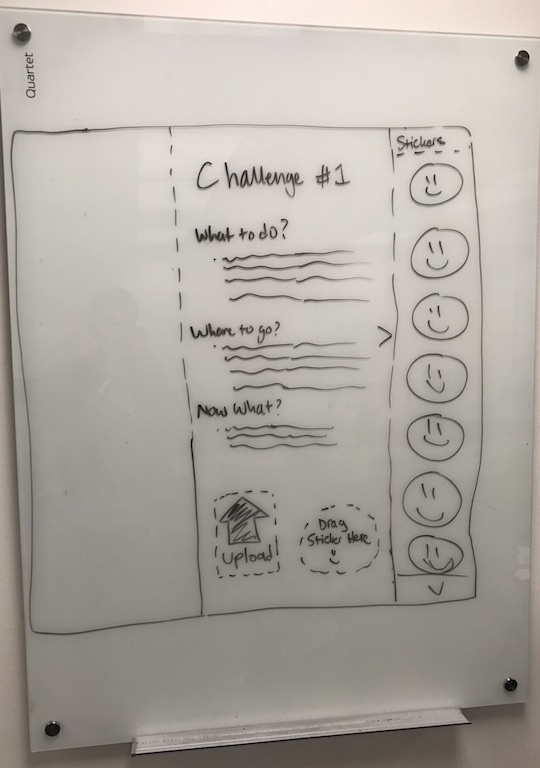 Quartet
Stickers
Challenge #1
What to do?
Where to go?
Now What?
Upload
Drag
Sticker Here